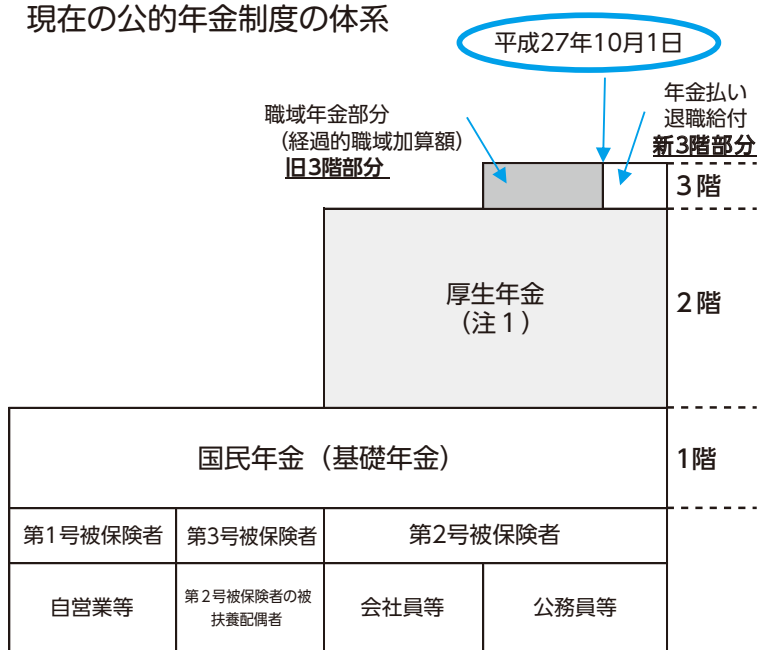 現在の公的年金制度の体系
平成27年10月1日
職域年金部分
（経過的職域加算額）
旧3階部分
年金払い
退職給付
新3階部分
3階
厚生年金
（注１）
2階
国民年金（基礎年金）
1階
第1号被保険者
第3号被保険者
第2号被保険者
自営業等
第２号被保険者の被
扶養配偶者
会社員等
公務員等